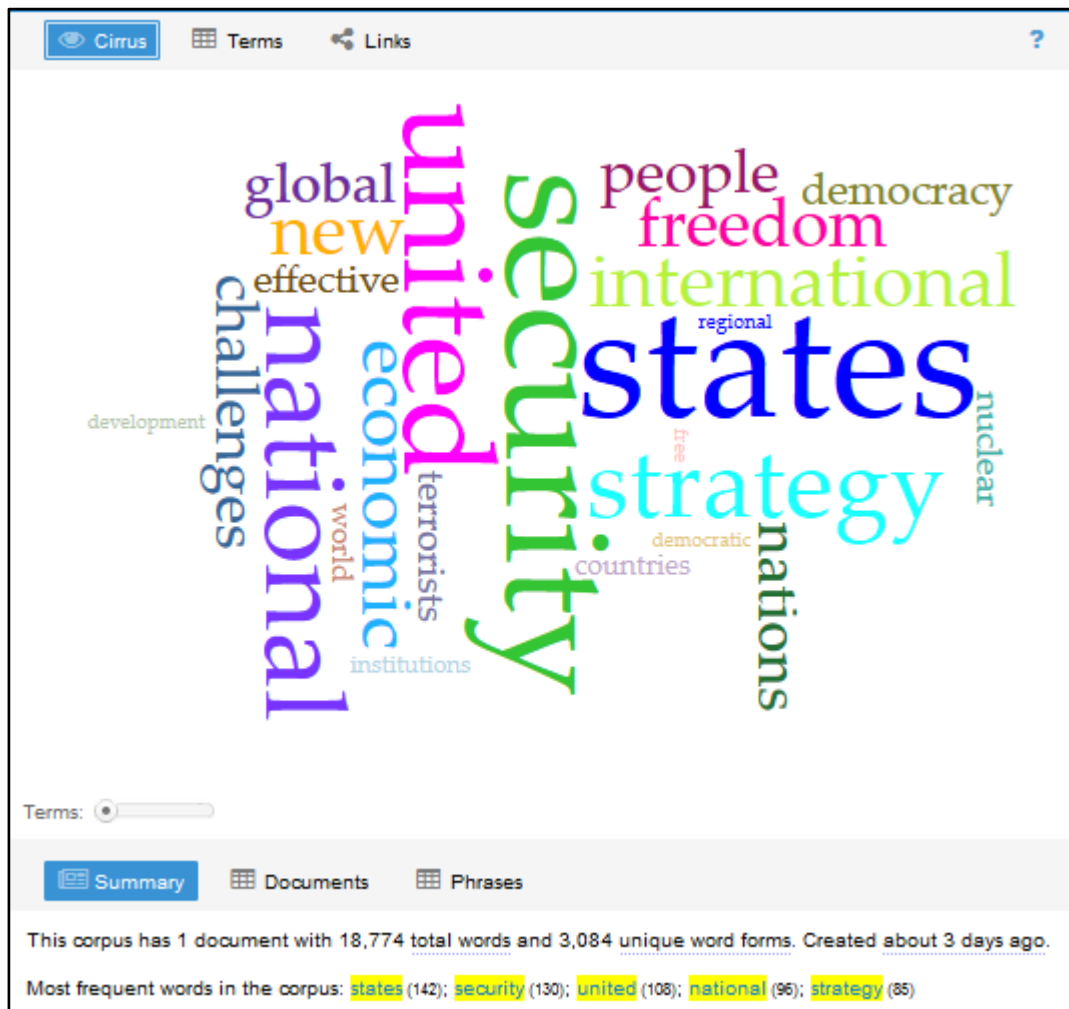 Cirrus Terms Links ?
united
security
people
global
democracy
freedom
new
international
effective
challenges
national
regional
states
economic
nuclear
development
free
strategy
terrorists
world
nations
democratic
countries
institutions
Terms:
Summary Documents Phrases
This corpus has 1 document with 18,774 total words and 3,084 unique word forms. Created about 3 days ago.
Most frequent words in the corpus: states (142); security (130); united (108); national (96); strategy (85)